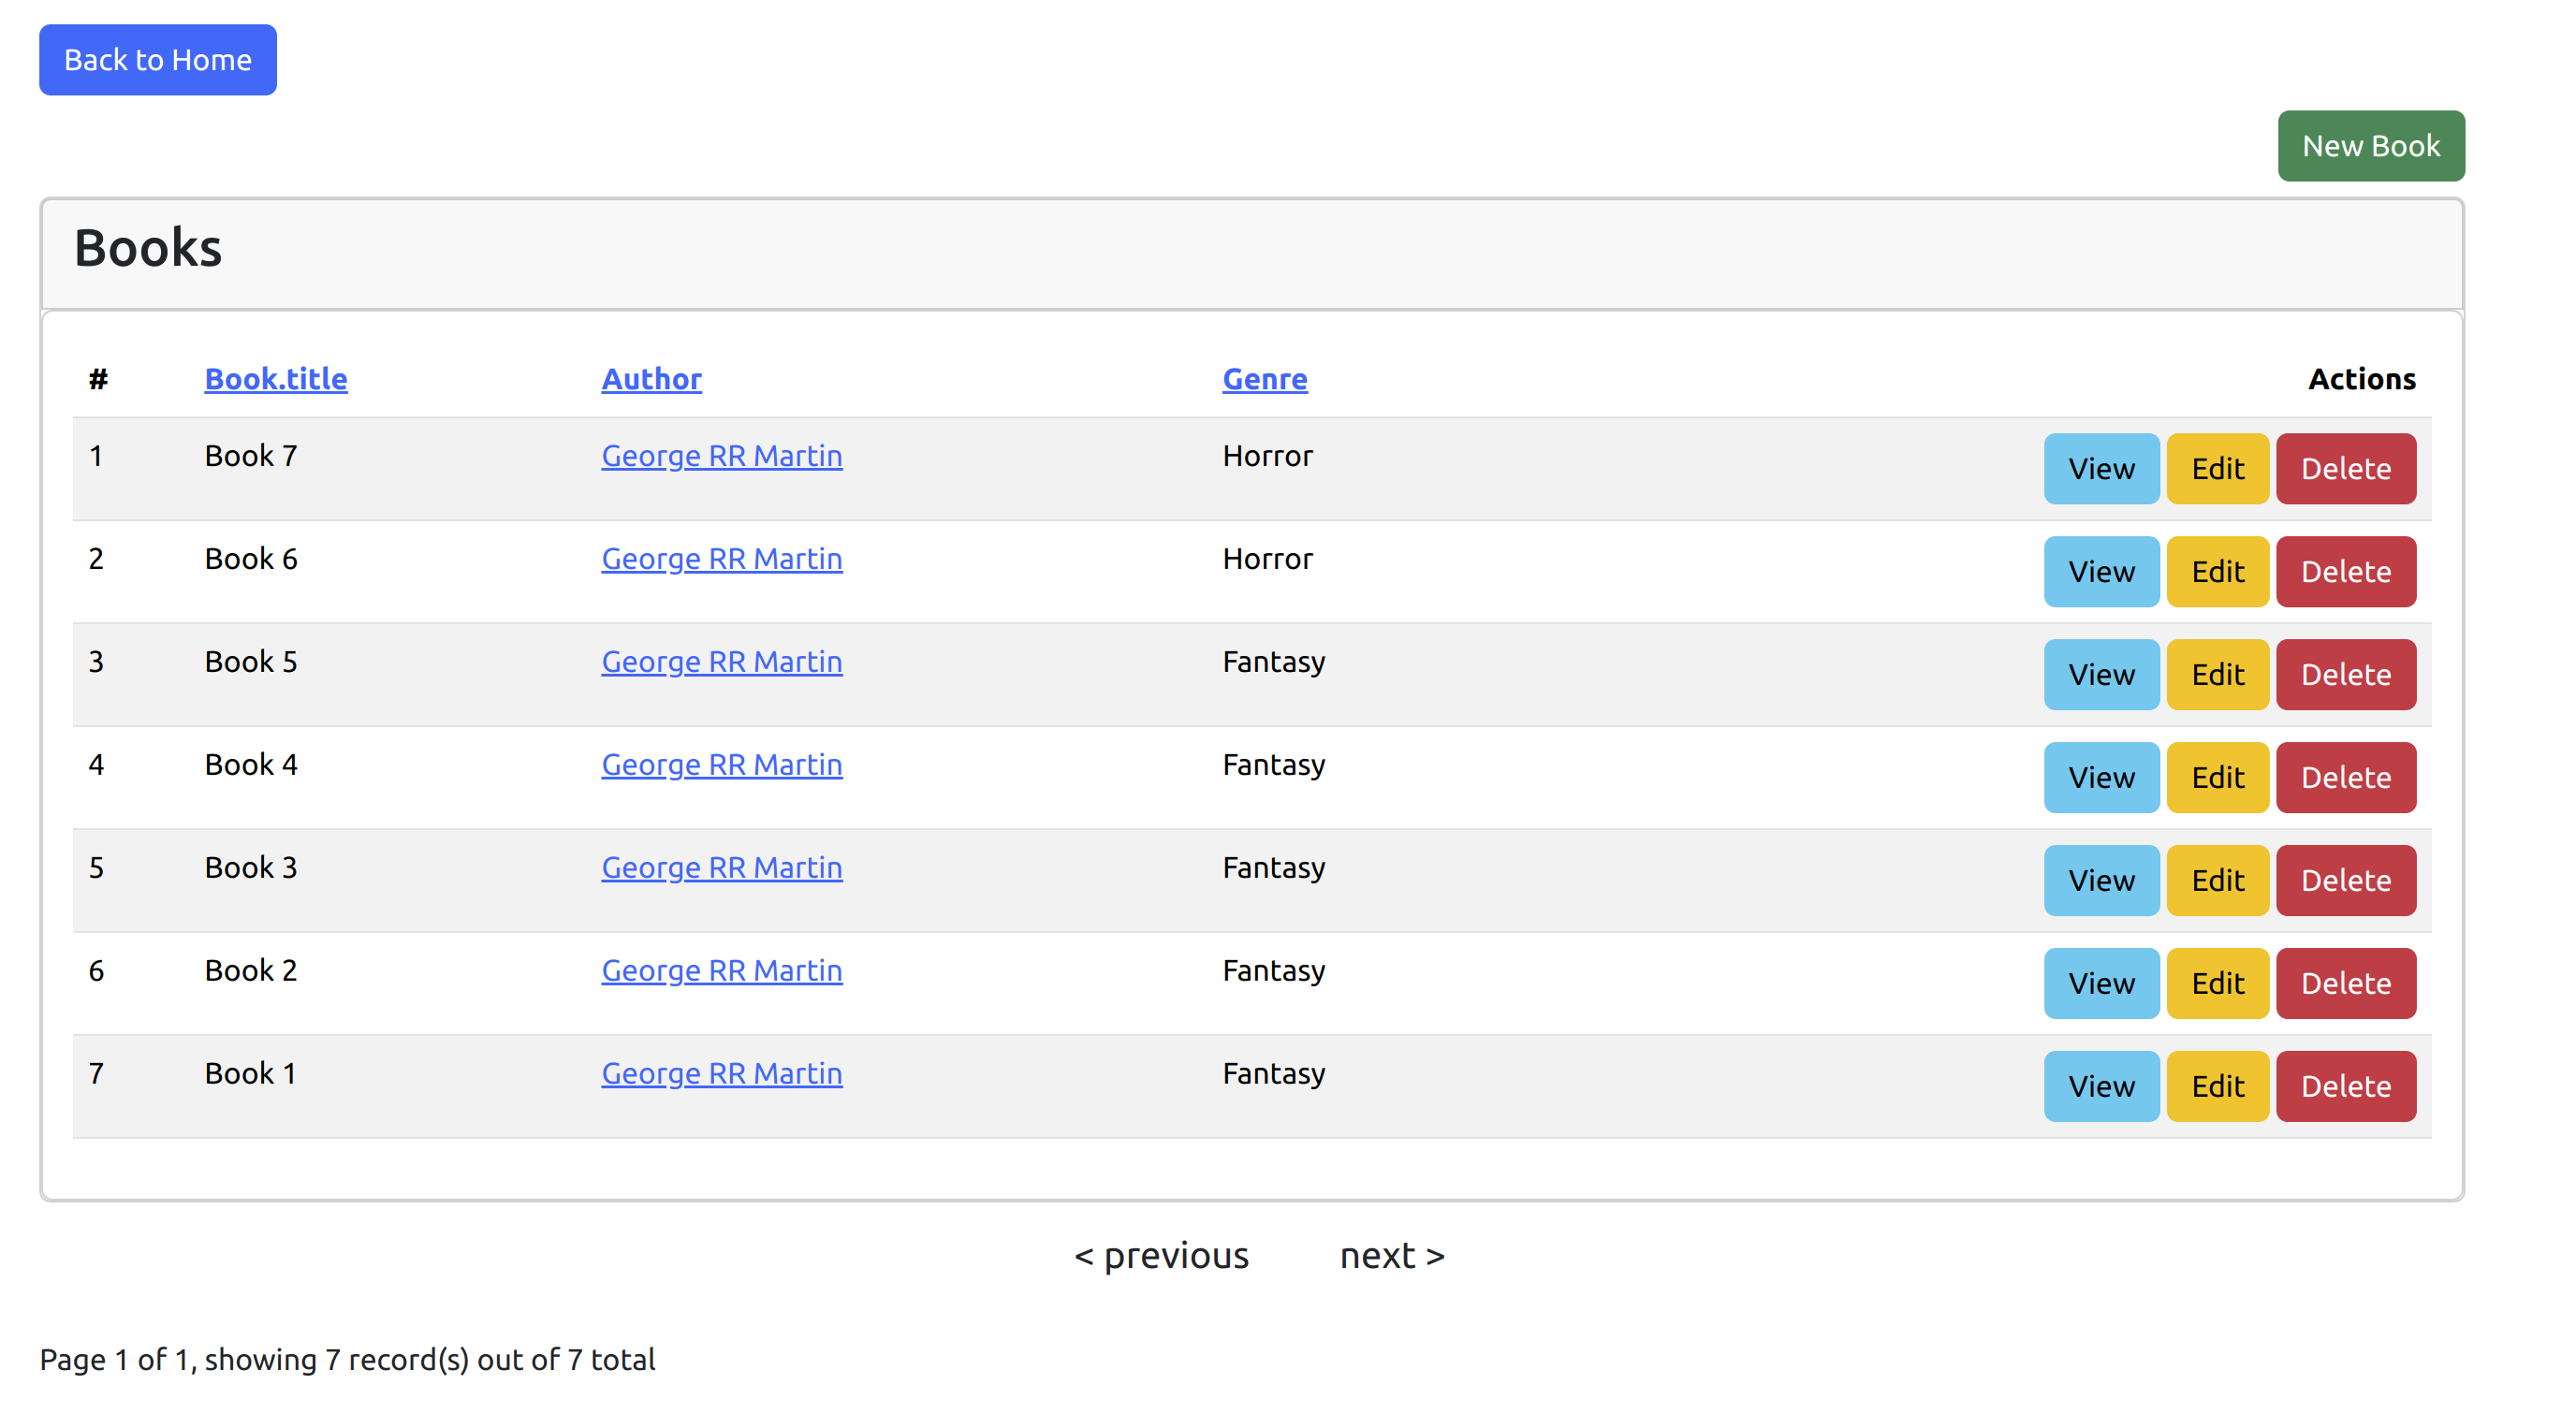 Back to Home
New Book
Books
# Book.title Author Genre Actions
1 Book 7 George RR Martin Horror View Edit Delete
2 Book 6 George RR Martin Horror View Edit Delete
3 Book 5 George RR Martin Fantasy View Edit Delete
4 Book 4 George RR Martin Fantasy View Edit Delete
5 Book 3 George RR Martin Fantasy View Edit Delete
6 Book 2 George RR Martin Fantasy View Edit Delete
7 Book 1 George RR Martin Fantasy View Edit Delete
< previous next >
Page 1 of 1, showing 7 record(s) out of 7 total